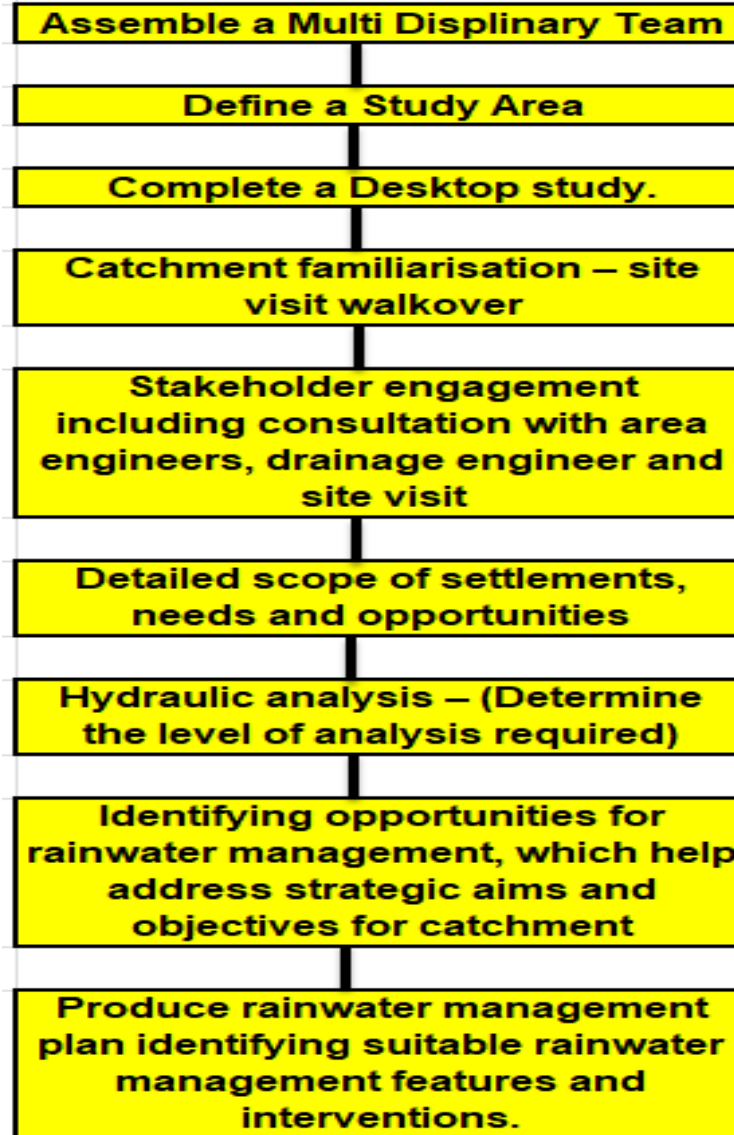 Assemble a Multi Displinary Team
Define a Study Area
Complete a Desktop study.
Catchment familiarisation – site
visit walkover
Stakeholder engagement
including consultation with area
engineers, drainage engineer and
site visit
Detailed scope of settlements,
needs and opportunities
Hydraulic analysis – (Determine
the level of analysis required)
Identifying opportunities for
rainwater management, which help
address strategic aims and
objectives for catchment
Produce rainwater management
plan identifying suitable rainwater
management features and
interventions.